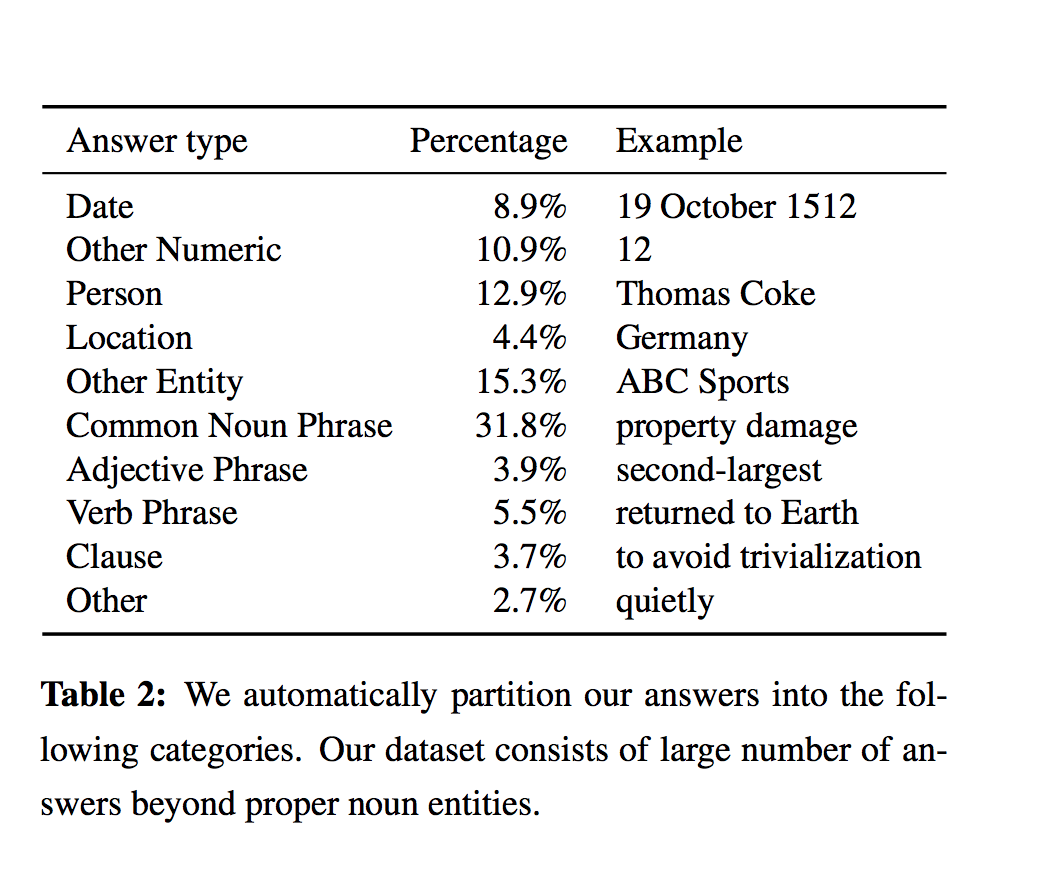 Answer type Percentage Example
Date 8.9% 19 October 1512
Other Numeric 10.9% 12
Person 12.9% Thomas Coke
Location 4.4% Germany
Other Entity 15.3% ABC Sports
Common Noun Phrase 31.8% property damage
Adjective Phrase 3.9% second-largest
Verb Phrase 5.5% returned to Earth
Clause 3.7% to avoid trivialization
Other 2.7% quietly
Table 2: We automatically partition our answers into the fol-
lowing categories. Our dataset consists of large number of an-
swers beyond proper noun entities.